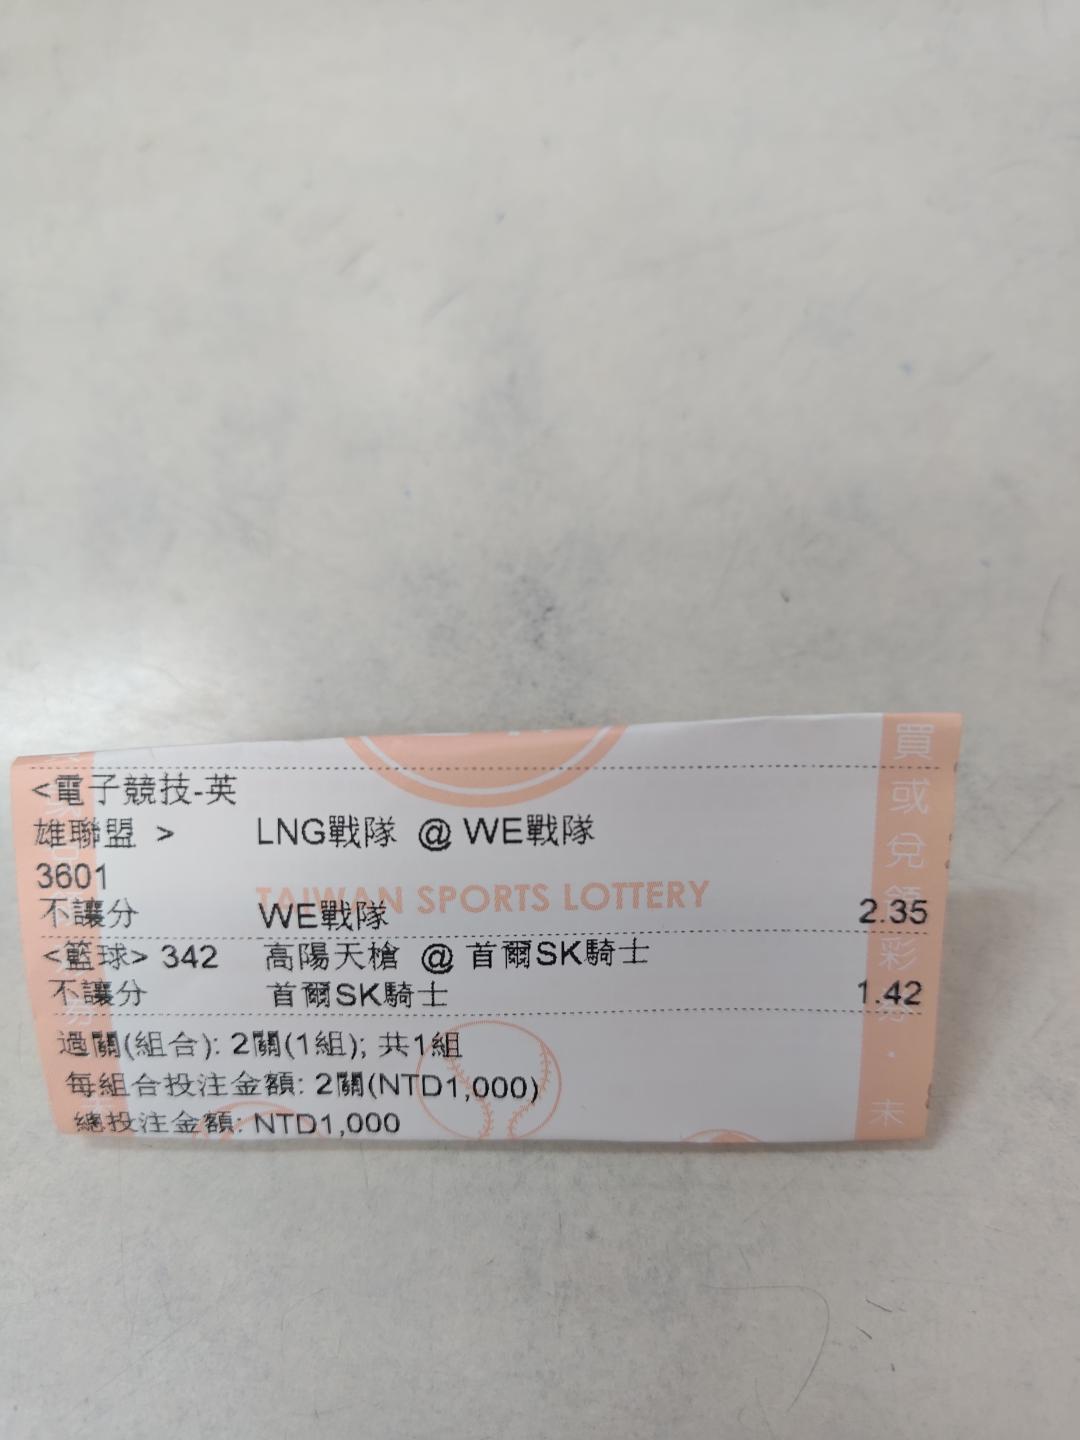 <電子競技-英
雄聯盟 > LNG戰隊 @ WE戰隊
3601
TAIWAN SPORTS LOTTERY
不讓分 WE戰隊 2.35
<籃球> 342 高陽天槍 @ 首爾SK騎士
不讓分 首爾SK騎士 1.42
過關(組合): 2關(1組); 共1組
每組合投注金額: 2關(NTD1,000)
總投注金額: NTD1,000
買或兌領彩券．未